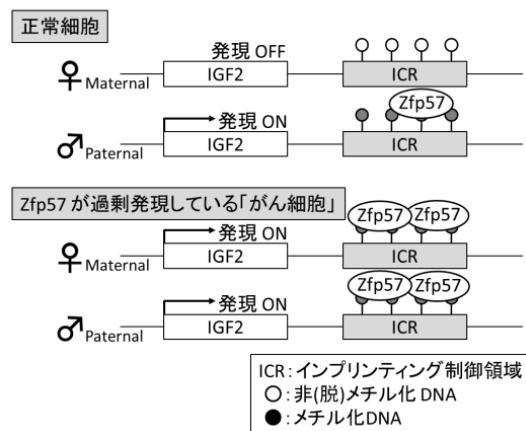 正常細胞
発現 OFF
♀ Maternal IGF2 ICR
Zfp57
発現 ON
♂ Paternal IGF2 ICR
Zfp57 が過剰発現している「がん細胞」
Zfp57 Zfp57
発現 ON
♀ Maternal IGF2 ICR
Zfp57 Zfp57
発現 ON
♂ Paternal IGF2 ICR
ICR:インプリンティング制御領域
○:非(脱)メチル化 DNA
●:メチル化DNA